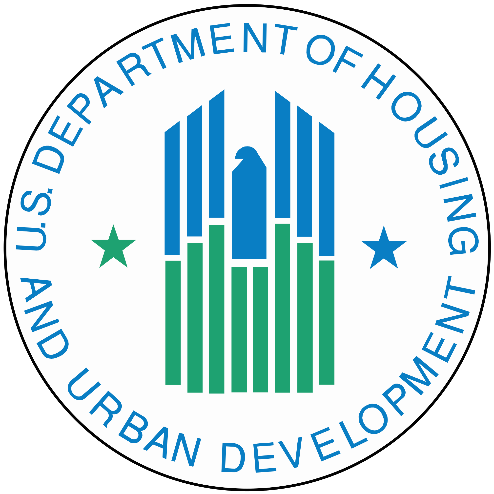 U.S. DEPARTMENT OF HOUSING
AND URBAN DEVELOPMENT